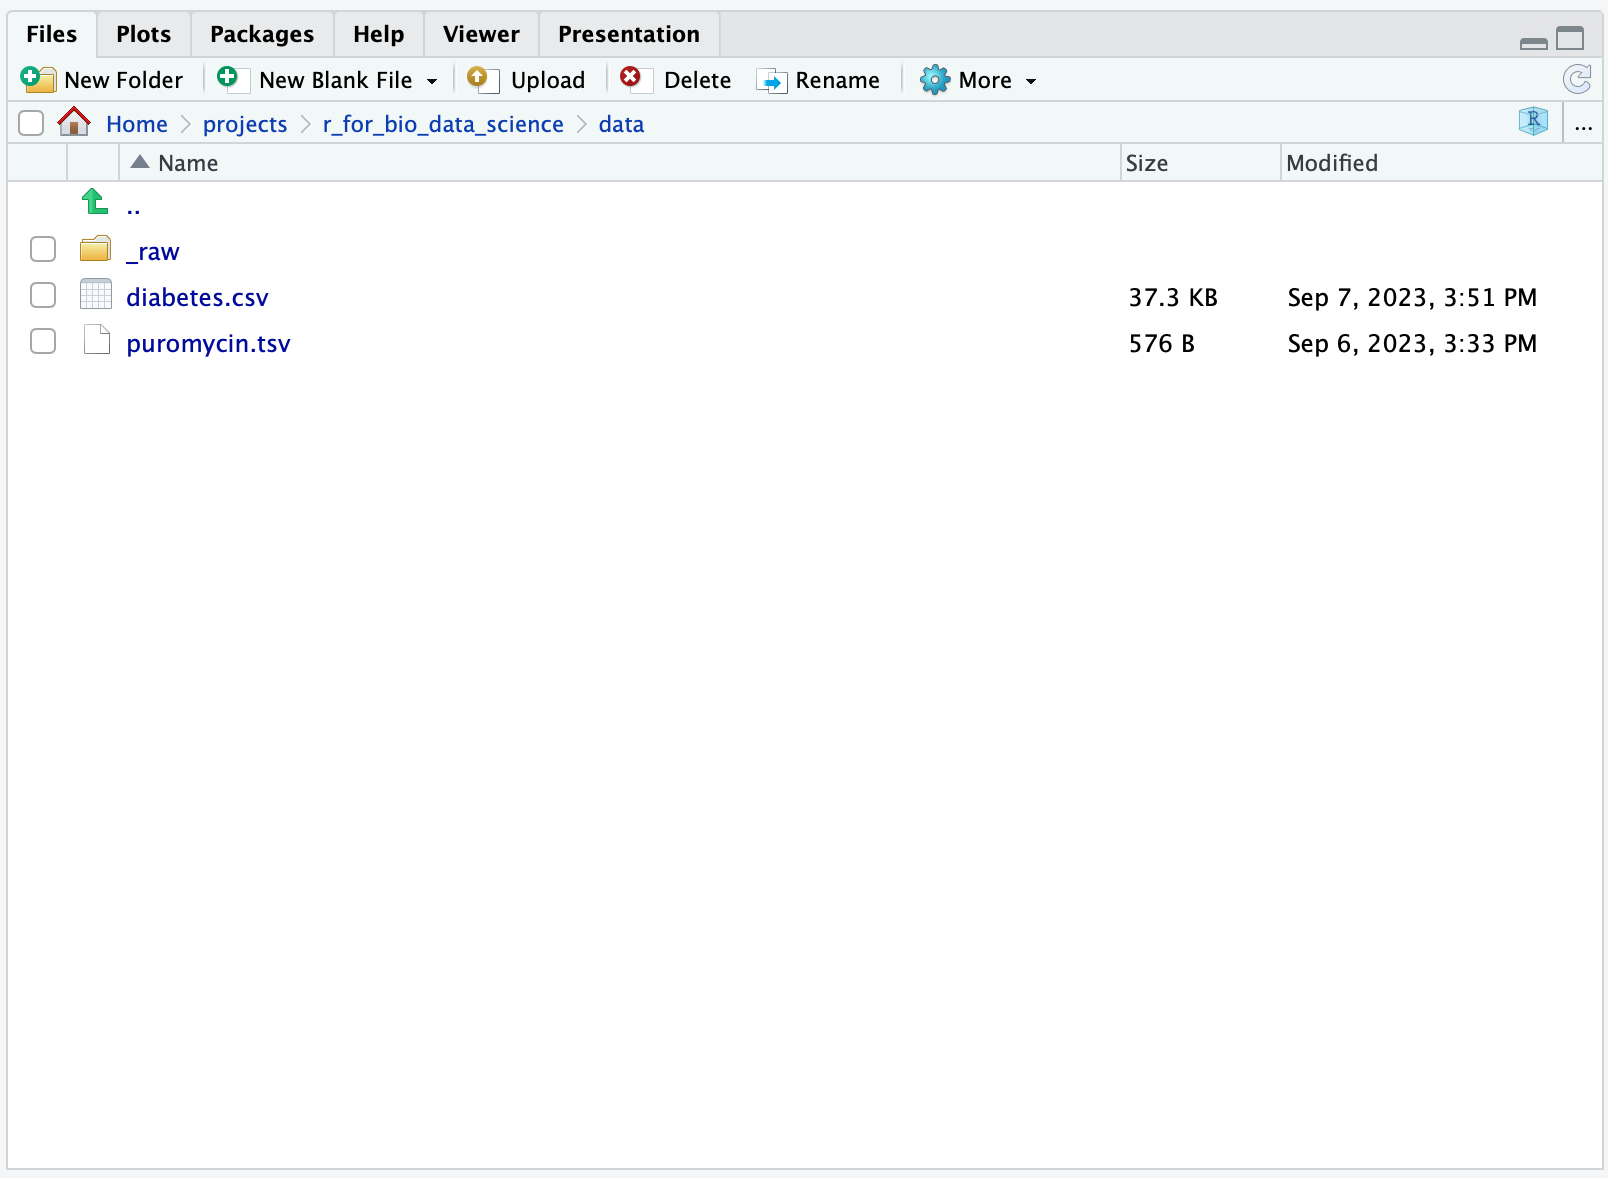 Files Plots Packages Help Viewer Presentation
New Folder New Blank File Upload Delete Rename More
Home projects r_for_bio_data_science data R ...
Name Size Modified
..
_raw
diabetes.csv 37.3 KB Sep 7, 2023, 3:51 PM
puromycin.tsv 576 B Sep 6, 2023, 3:33 PM